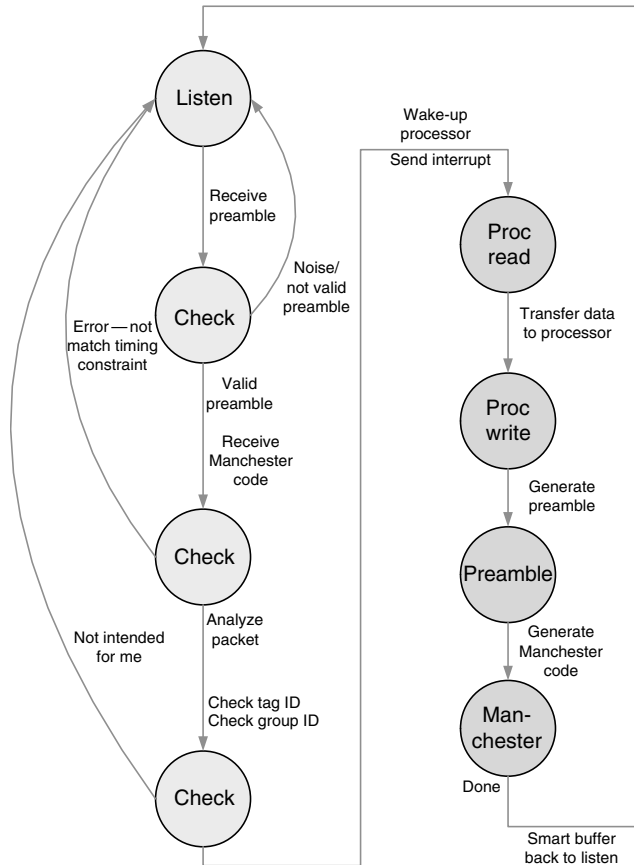 Listen
Receive
preamble
Noise/
not valid
preamble
Check
Error—not
match timing
constraint
Valid
preamble
Receive
Manchester
code
Check
Analyze
packet
Not intended
for me
Check tag ID
Check group ID
Check
Wake-up
processor
Send interrupt
Proc
read
Transfer data
to processor
Proc
write
Generate
preamble
Preamble
Generate
Manchester
code
Man-
chester
Done
Smart buffer
back to listen